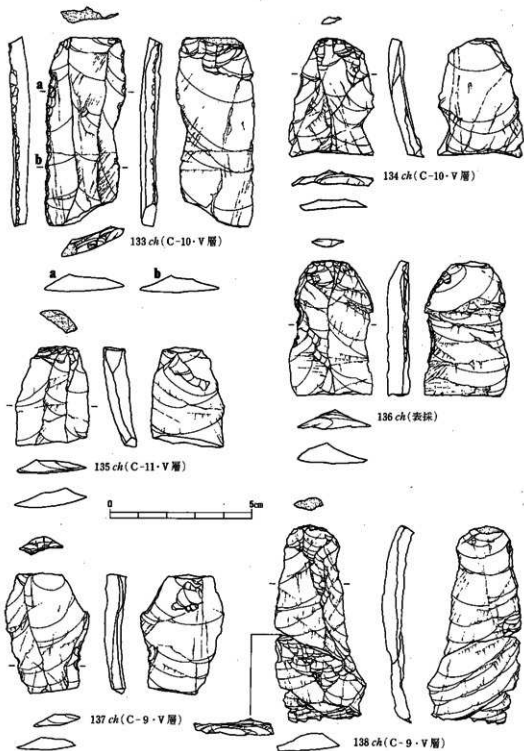 a
b
133 ch (C-10・V層)
a b
134 ch (C-10・V層)
135 ch (C-11・V層)
136 ch (表採)
0 5cm
137 ch (C-9・V層)
138 ch (C-9・V層)